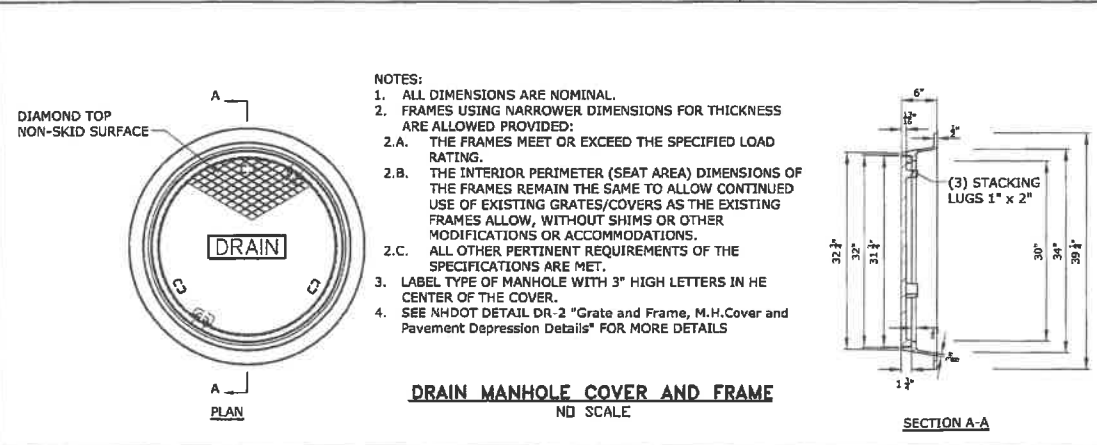 A
DIAMOND TOP
NON-SKID SURFACE
DRAIN
A
PLAN
NOTES:
1. ALL DIMENSIONS ARE NOMINAL.
2. FRAMES USING NARROWER DIMENSIONS FOR THICKNESS
ARE ALLOWED PROVIDED:
2.A. THE FRAMES MEET OR EXCEED THE SPECIFIED LOAD
RATING.
2.B. THE INTERIOR PERIMETER (SEAT AREA) DIMENSIONS OF
THE FRAMES REMAIN THE SAME TO ALLOW CONTINUED
USE OF EXISTING GRATES/COVERS AS THE EXISTING
FRAMES ALLOW, WITHOUT SHIMS OR OTHER
MODIFICATIONS OR ACCOMMODATIONS.
2.C. ALL OTHER PERTINENT REQUIREMENTS OF THE
SPECIFICATIONS ARE MET.
3. LABEL TYPE OF MANHOLE WITH 3" HIGH LETTERS IN HE
CENTER OF THE COVER.
4. SEE NHDOT DETAIL DR-2 "Grate and Frame, M.H.Cover and
Pavement Depression Details" FOR MORE DETAILS
DRAIN MANHOLE COVER AND FRAME
NO SCALE
6"
(3) STACKING
LUGS 1" x 2"
32"
30"
34"
SECTION A-A